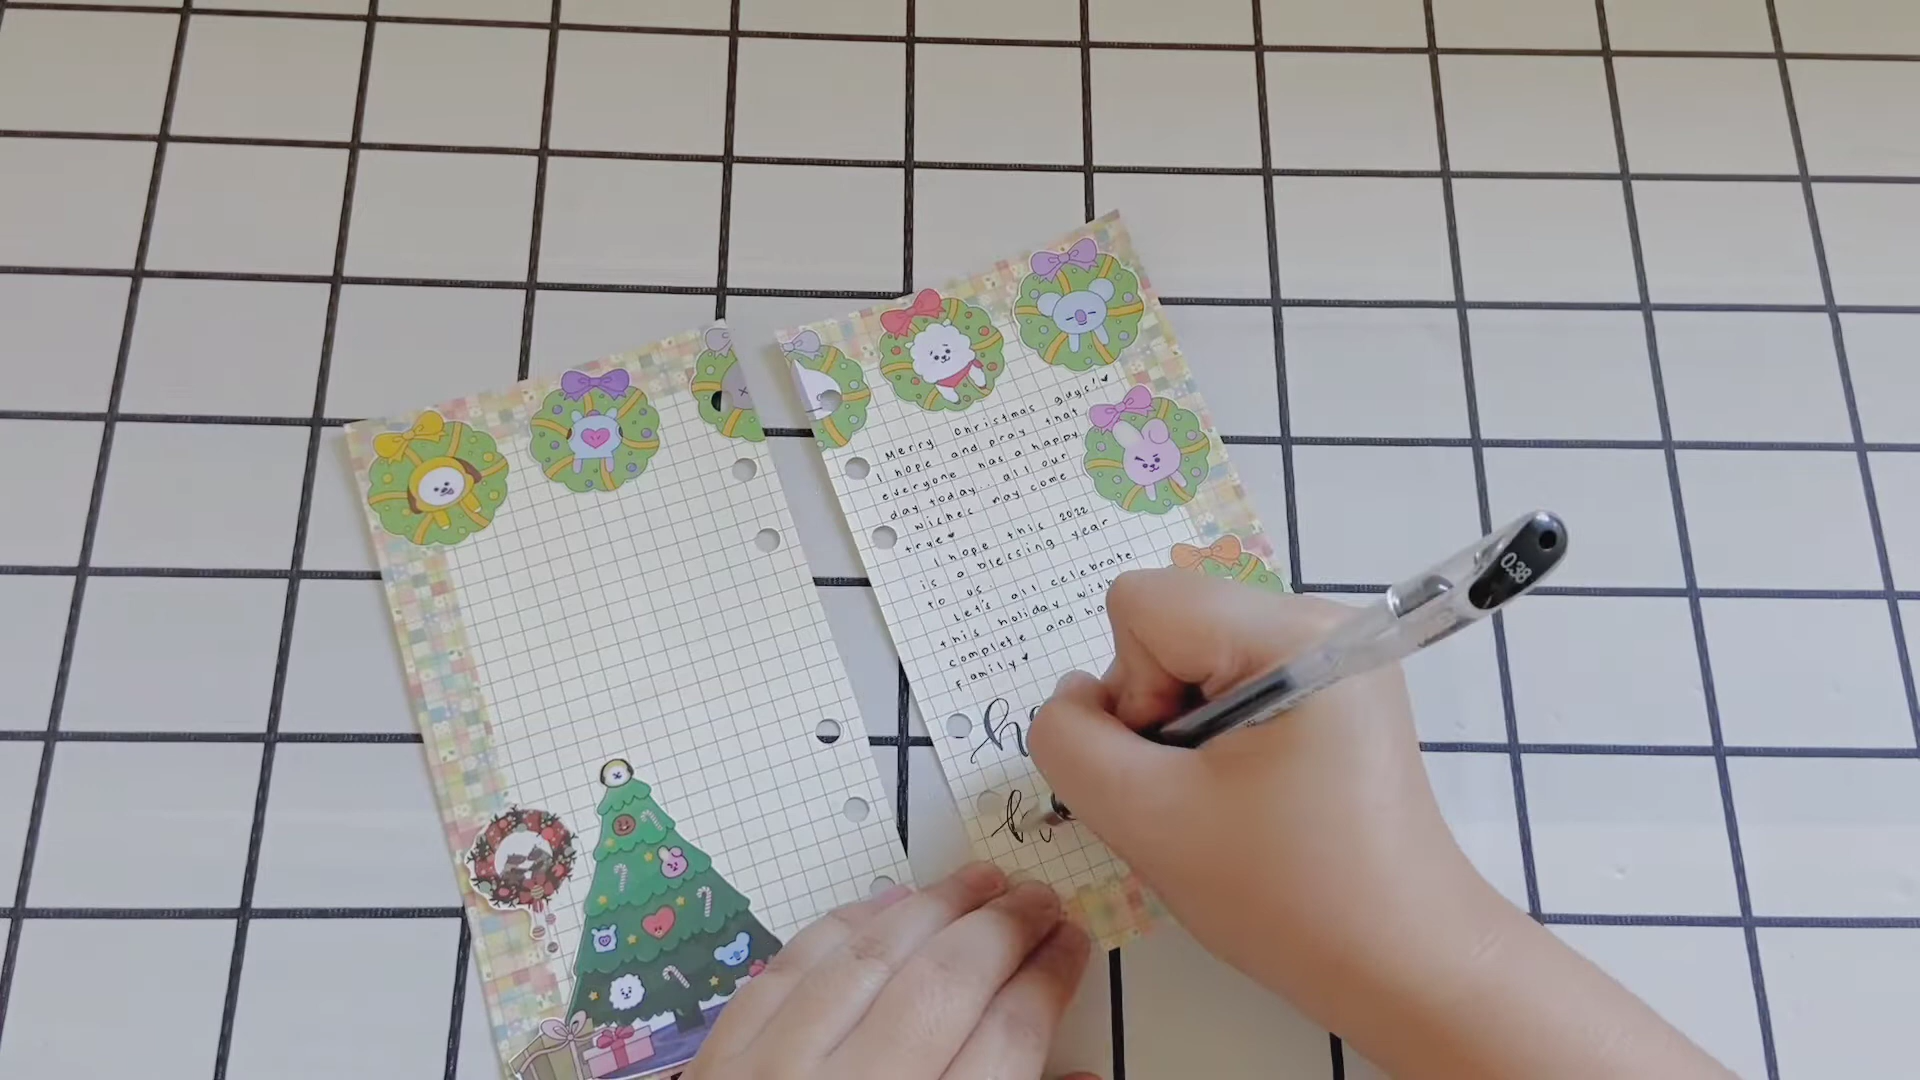 Merry Christmas guys!
I hope and pray that
everyone has a happy
day today.. all our
wishes may come
true
I hope this 2022
is a blessing year
to us.
Let's all celebrate
this holiday with
complete and ha
Family
0.38